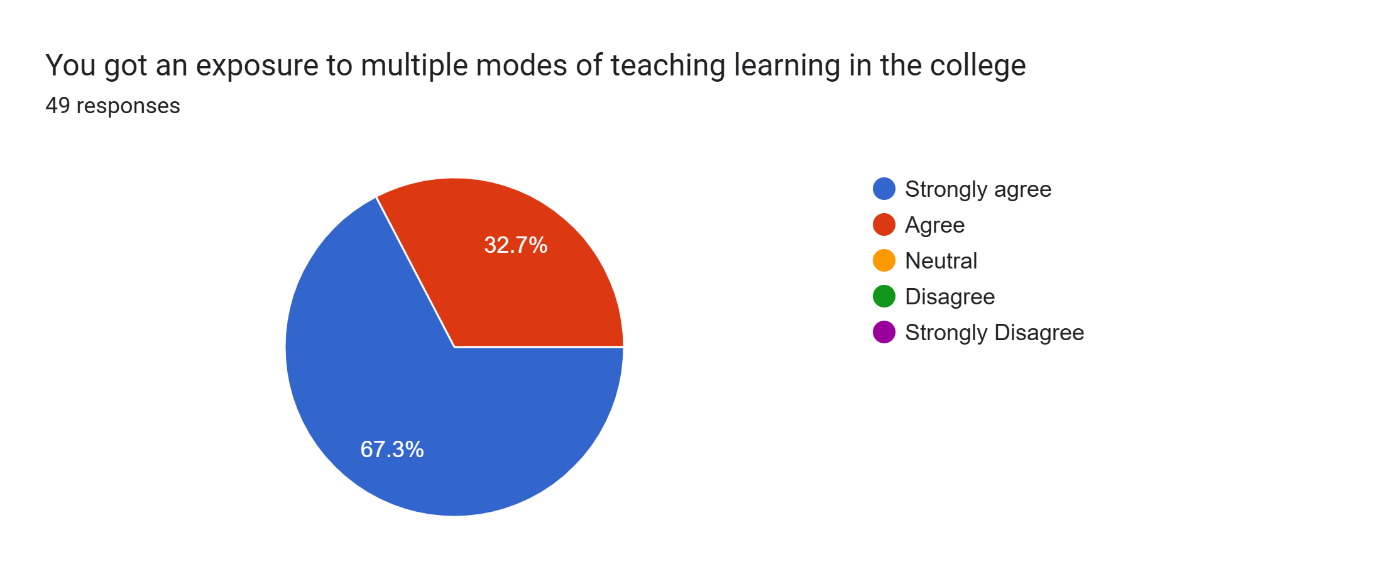 You got an exposure to multiple modes of teaching learning in the college
49 responses
Strongly agree
Agree
Neutral
Disagree
Strongly Disagree
32.7%
67.3%